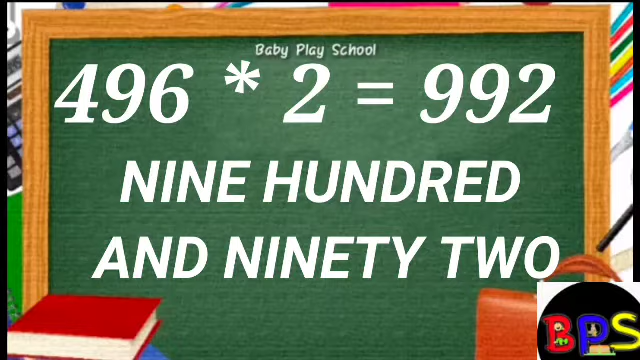 Baby Play School
496 * 2 = 992
NINE HUNDRED
AND NINETY TWO
BPS